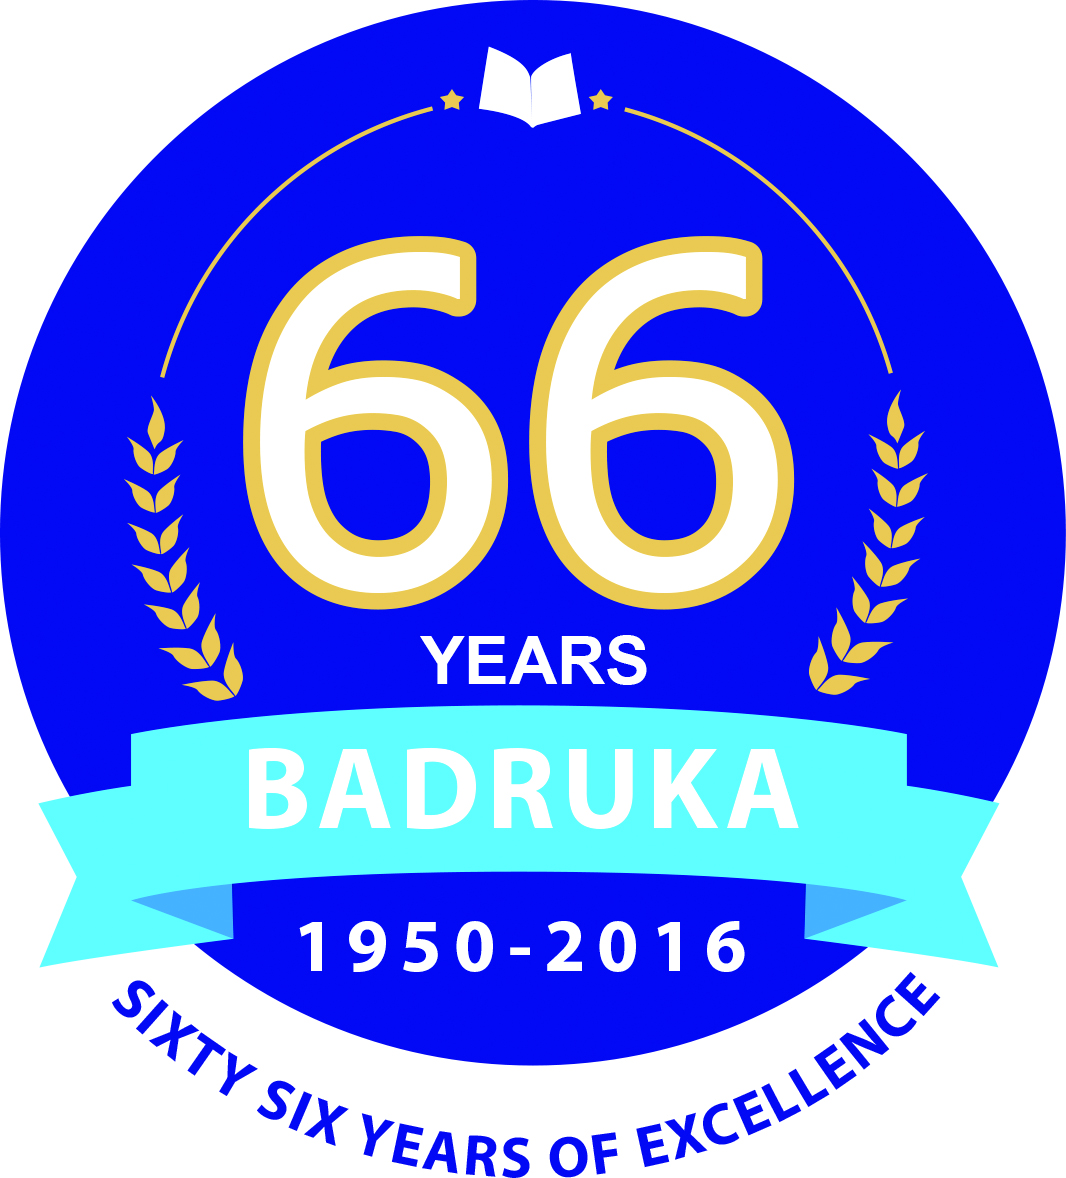 66
YEARS
BADRUKA
1950-2016
SIXTY SIX YEARS OF EXCELLENCE